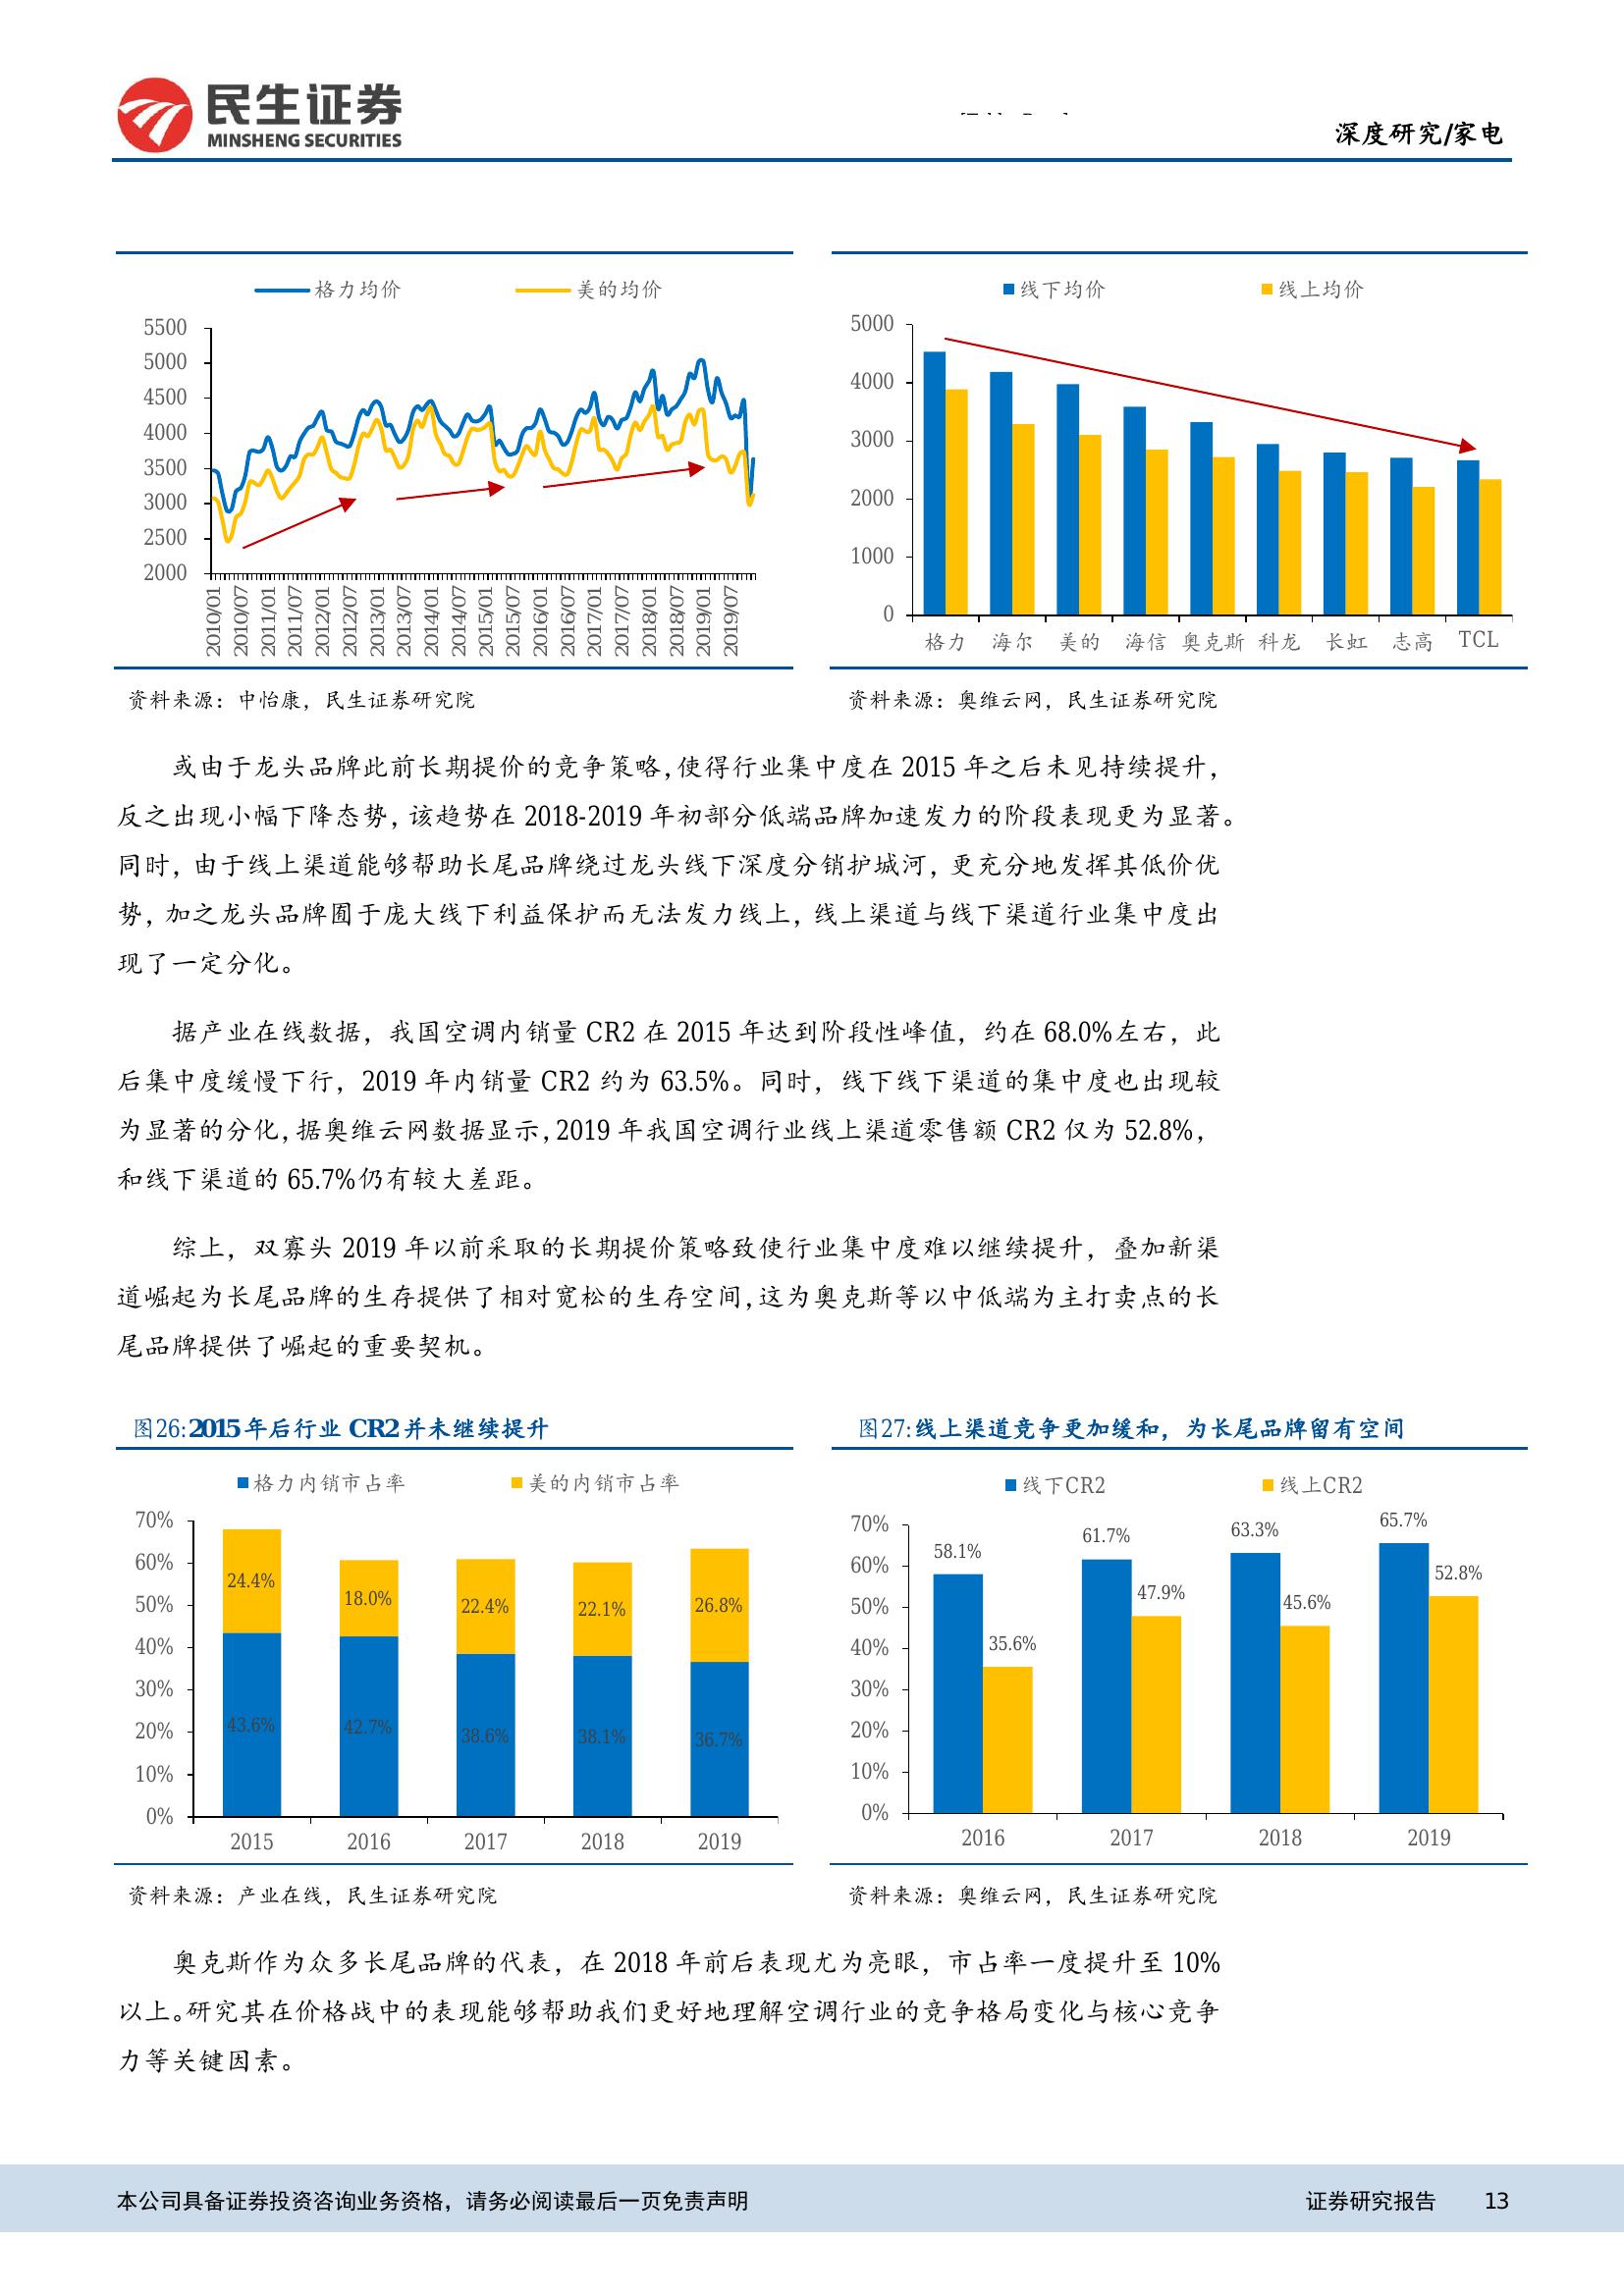 民生证券
MINSHENG SECURITIES
深度研究/家电
格力均价 美的均价
5500
5000
4500
4000
3500
3000
2500
2000
2010/01 2010/07 2011/01 2011/07 2012/01 2012/07 2013/01 2013/07 2014/01 2014/07 2015/01 2015/07 2016/01 2016/07 2017/01 2017/07 2018/01 2018/07 2019/01 2019/07
资料来源：中怡康，民生证券研究院
线下均价 线上均价
5000
4000
3000
2000
1000
0
格力 海尔 美的 海信 奥克斯 科龙 长虹 志高 TCL
资料来源：奥维云网，民生证券研究院
或由于龙头品牌此前长期提价的竞争策略，使得行业集中度在 2015 年之后未见持续提升，
反之出现小幅下降态势，该趋势在 2018-2019 年初部分低端品牌加速发力的阶段表现更为显著。
同时，由于线上渠道能够帮助长尾品牌绕过龙头线下深度分销护城河，更充分地发挥其低价优
势，加之龙头品牌囿于庞大线下利益保护而无法发力线上，线上渠道与线下渠道行业集中度出
现了一定分化。
据产业在线数据，我国空调内销量 CR2 在 2015 年达到阶段性峰值，约在 68.0%左右，此
后集中度缓慢下行，2019 年内销量 CR2 约为 63.5%。同时，线下线下渠道的集中度也出现较
为显著的分化，据奥维云网数据显示，2019 年我国空调行业线上渠道零售额 CR2 仅为 52.8%，
和线下渠道的 65.7%仍有较大差距。
综上，双寡头 2019 年以前采取的长期提价策略致使行业集中度难以继续提升，叠加新渠
道崛起为长尾品牌的生存提供了相对宽松的生存空间，这为奥克斯等以中低端为主打卖点的长
尾品牌提供了崛起的重要契机。
图26:2015年后行业 CR2并未继续提升
格力内销市占率 美的内销市占率
70%
60%
50%
40%
30%
20%
10%
0%
24.4% 18.0% 22.4% 22.1% 26.8%
43.6% 42.7% 38.6% 38.1% 36.7%
2015 2016 2017 2018 2019
资料来源：产业在线，民生证券研究院
图27:线上渠道竞争更加缓和，为长尾品牌留有空间
线下CR2 线上CR2
70%
60%
50%
40%
30%
20%
10%
0%
58.1% 61.7% 63.3% 65.7%
35.6% 47.9% 45.6% 52.8%
2016 2017 2018 2019
资料来源：奥维云网，民生证券研究院
奥克斯作为众多长尾品牌的代表，在 2018 年前后表现尤为亮眼，市占率一度提升至 10%
以上。研究其在价格战中的表现能够帮助我们更好地理解空调行业的竞争格局变化与核心竞争
力等关键因素。
本公司具备证券投资咨询业务资格，请务必阅读最后一页免责声明
证券研究报告 13